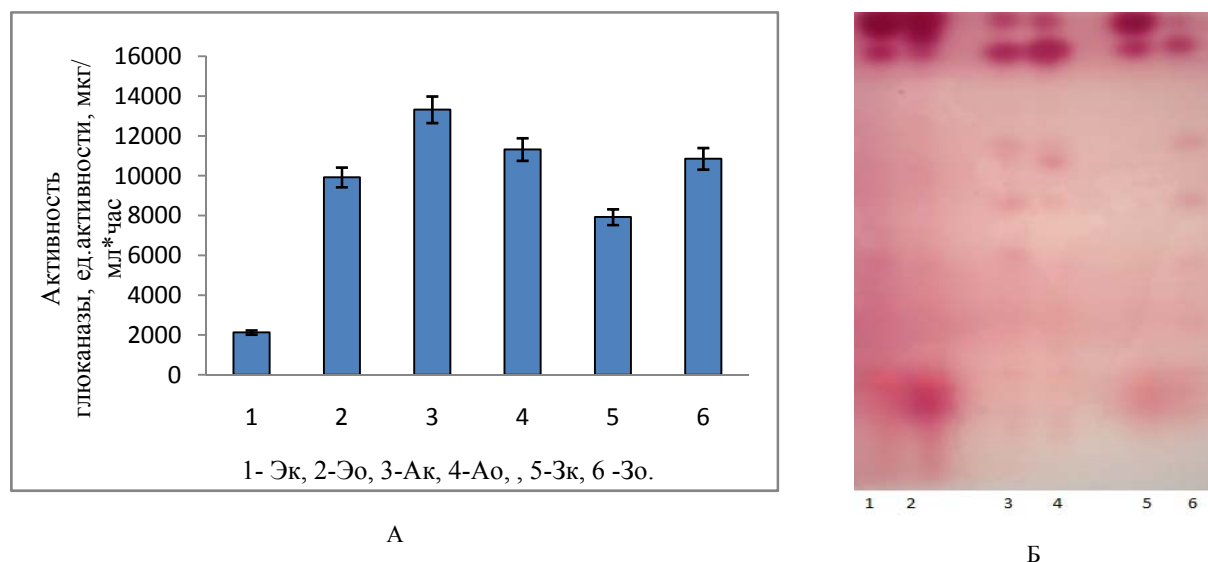 16000
14000
12000
10000
8000
6000
4000
2000
0
Активность
глюканазы, ед.активности, мкг/
мл*час
1 2 3 4 5 6
1- Эк, 2-Эо, 3-Ак, 4-Ао, , 5-Зк, 6 -Зо.
А
1 2 3 4 5 6
Б